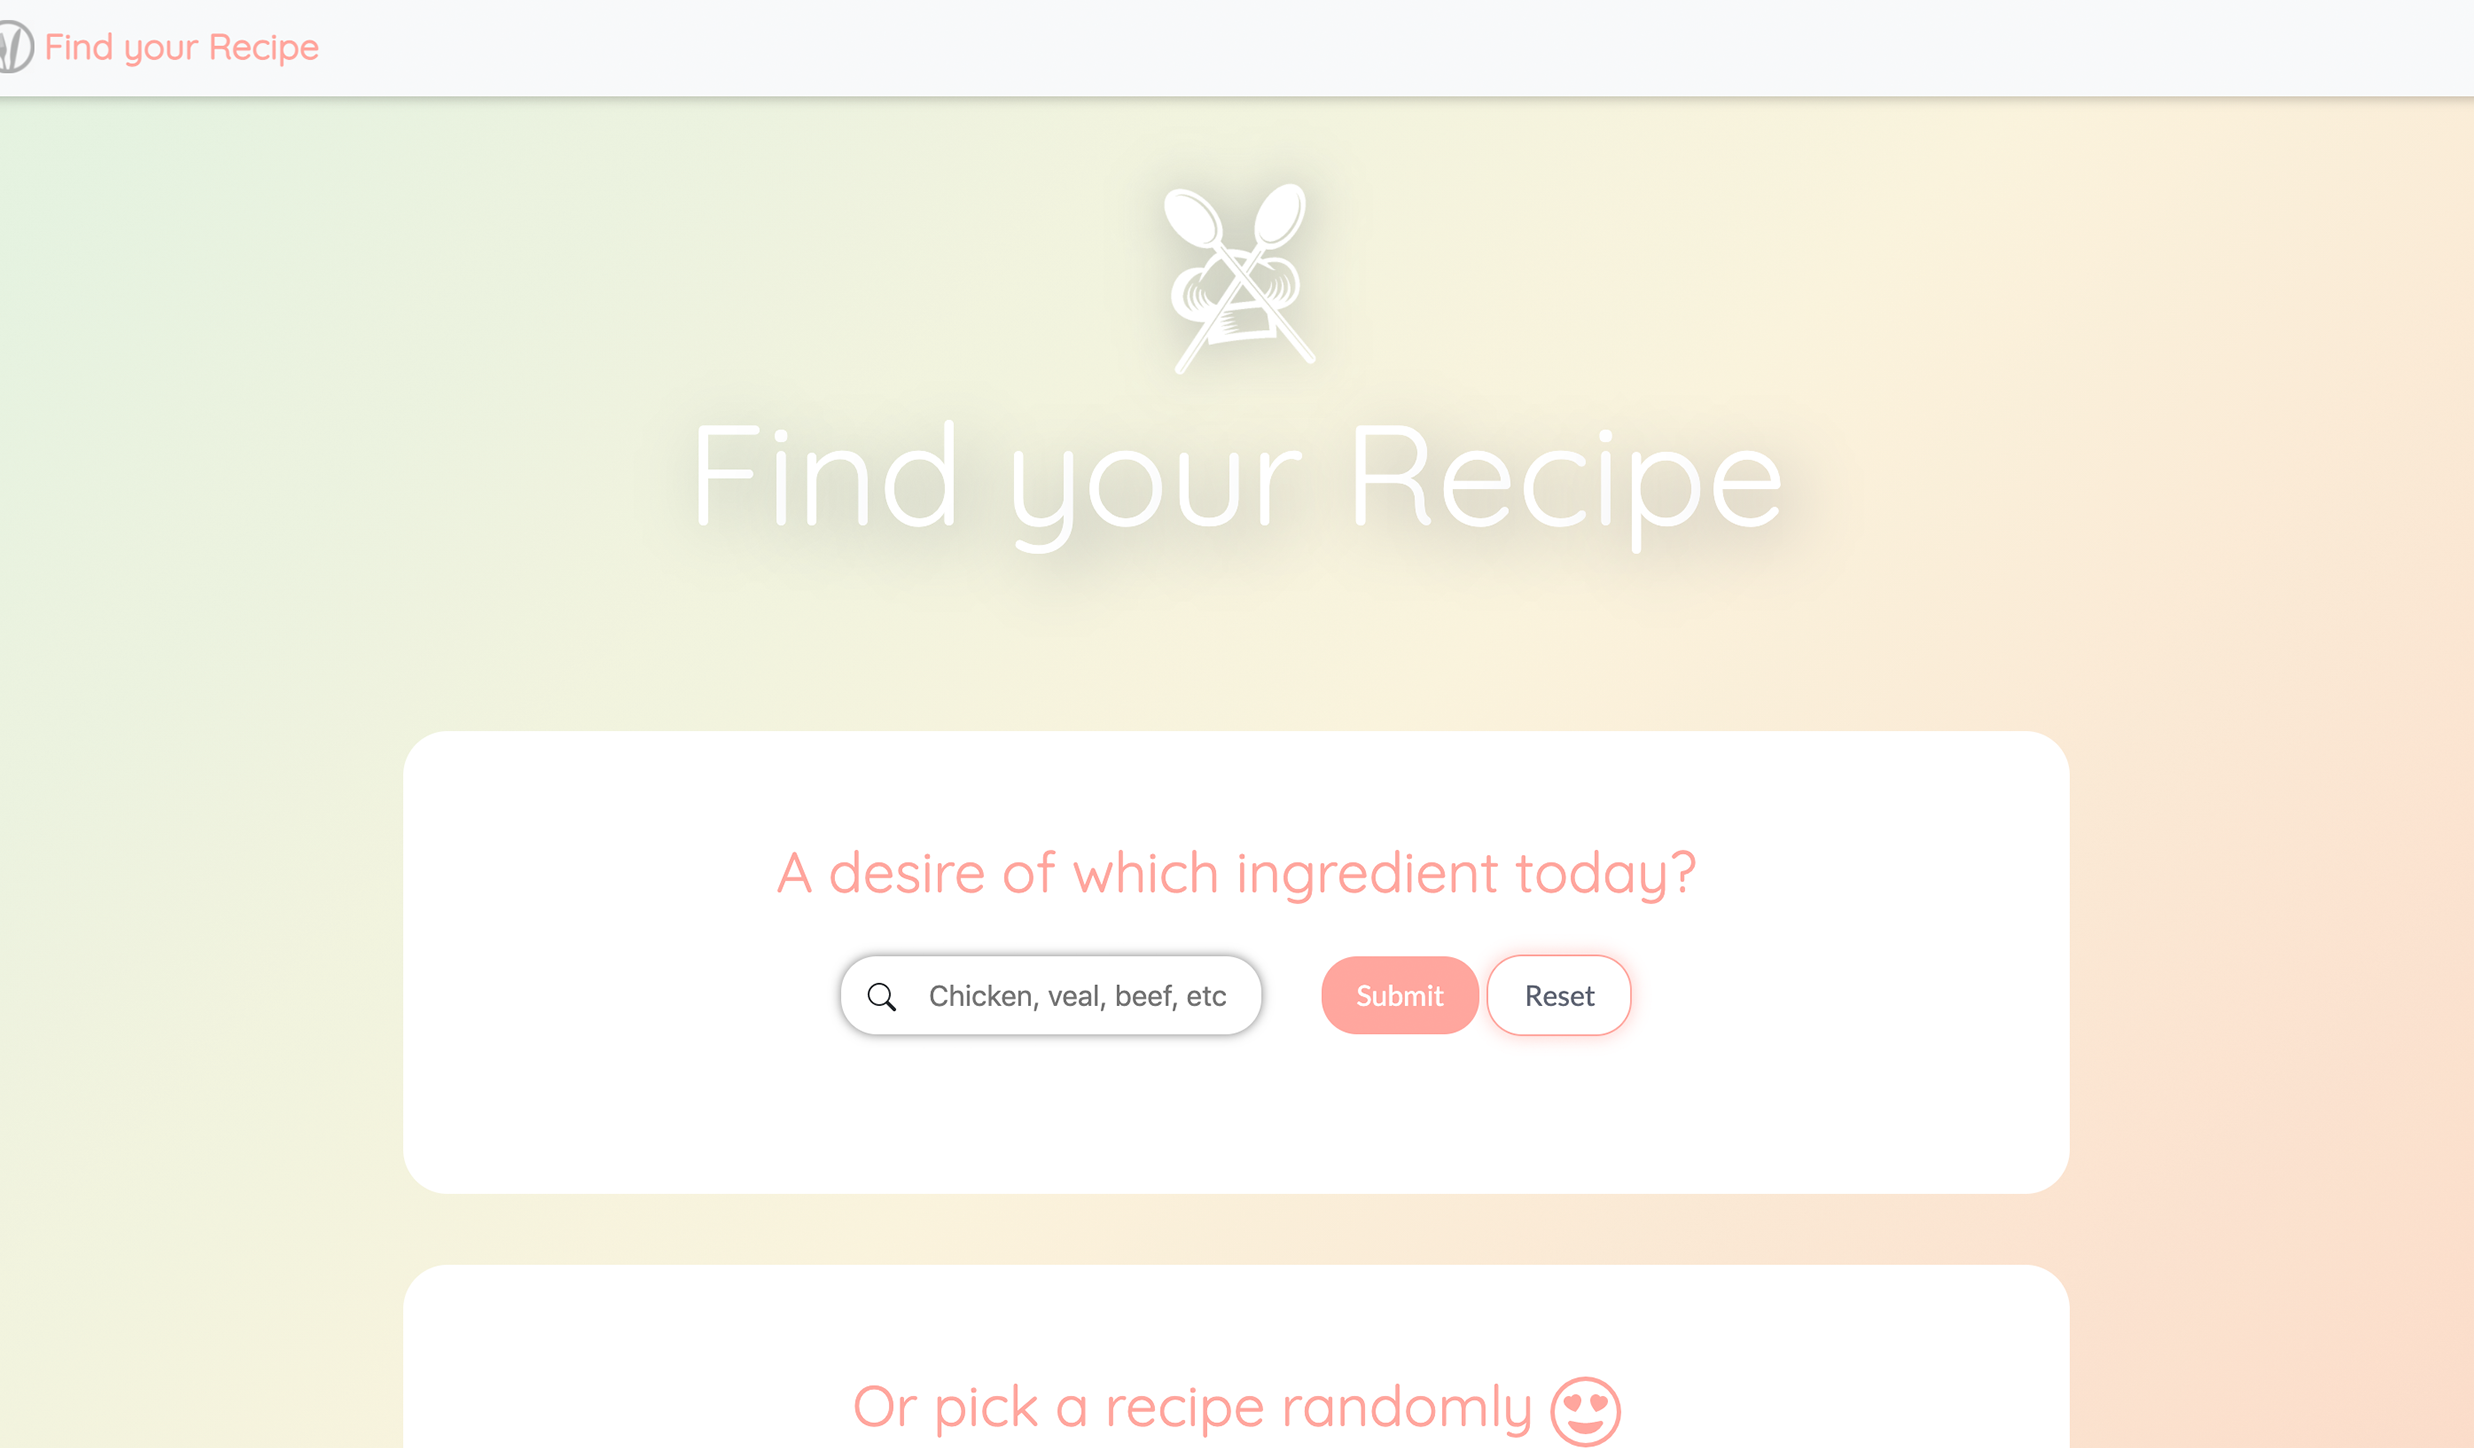 Find your Recipe
Find your Recipe
A desire of which ingredient today?
Chicken, veal, beef, etc
Submit
Reset
Or pick a recipe randomly